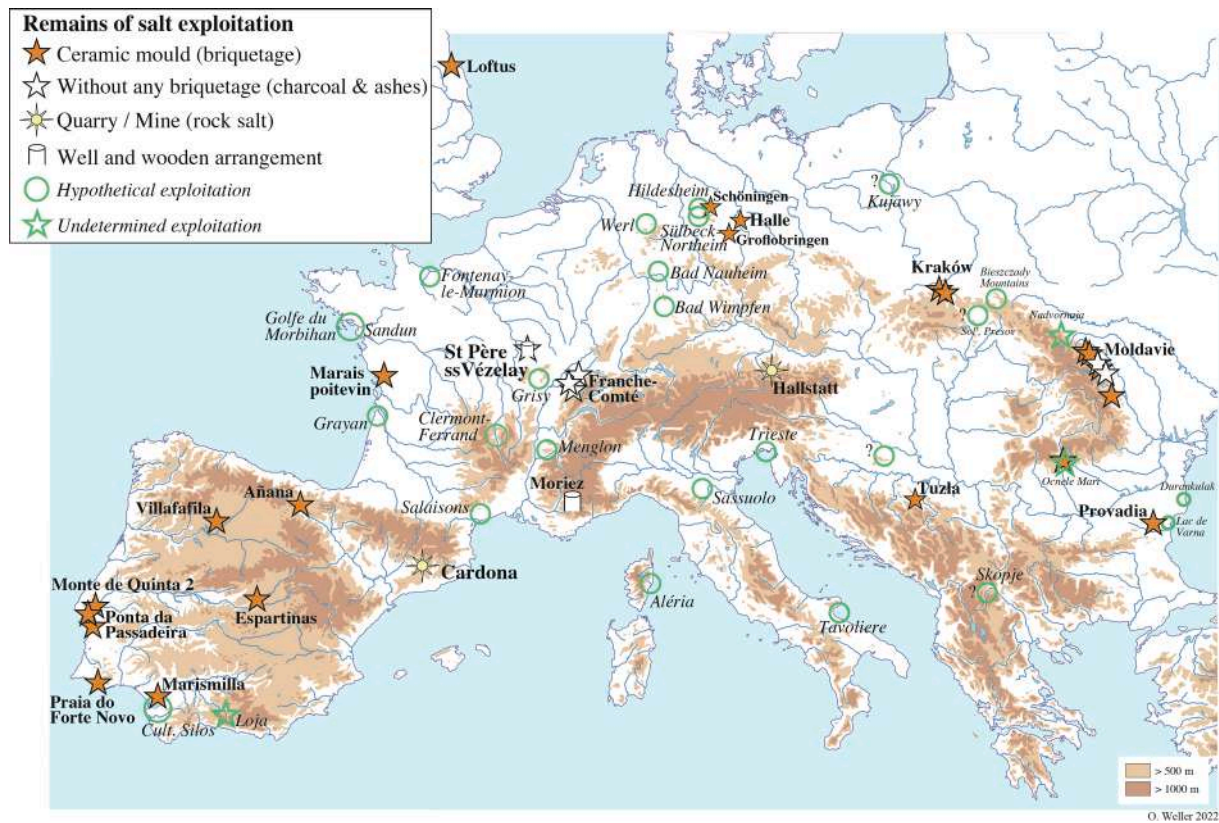 Remains of salt exploitation
Ceramic mould (briquetage)
Without any briquetage (charcoal & ashes)
Quarry / Mine (rock salt)
Well and wooden arrangement
Hypothetical exploitation
Undetermined exploitation
Loftus
Hildesheim
Schöningen
Halle
Werl
Sülbeck
Northeim
Großobringen
?
Kujawy
Bad Nauheim
Bad Wimpfen
Kraków
Bieszczady
Mountains
?
Sol', Presov
Nadvornaja
Moldavie
Fontenay-
le-Marmion
Golfe du
Morbihan
Sandun
St Père
ssVézelay
Marais
poitevin
Grisy
Franche-
Comté
Hallstatt
Grayan
Clermont-
Ferrand
Menglon
Trieste
?
Moriez
Sassuolo
Tuzla
Ocnele Mari
Durankulak
Provadia
Lac de
Varna
Añana
Villafafila
Salaisons
Cardona
Monte de Quinta 2
Ponta da
Passadeira
Espartinas
Aléria
Tavoliere
Skopje
?
Marismilla
Praia do
Forte Novo
Cult. Silos
Loja
> 500 m
> 1000 m
O. Weller 2022